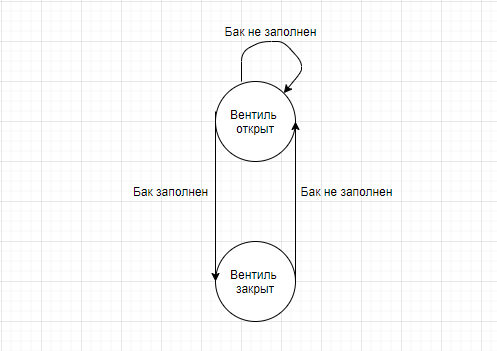 Бак не заполнен
Вентиль
открыт
Бак заполнен
Бак не заполнен
Вентиль
закрыт